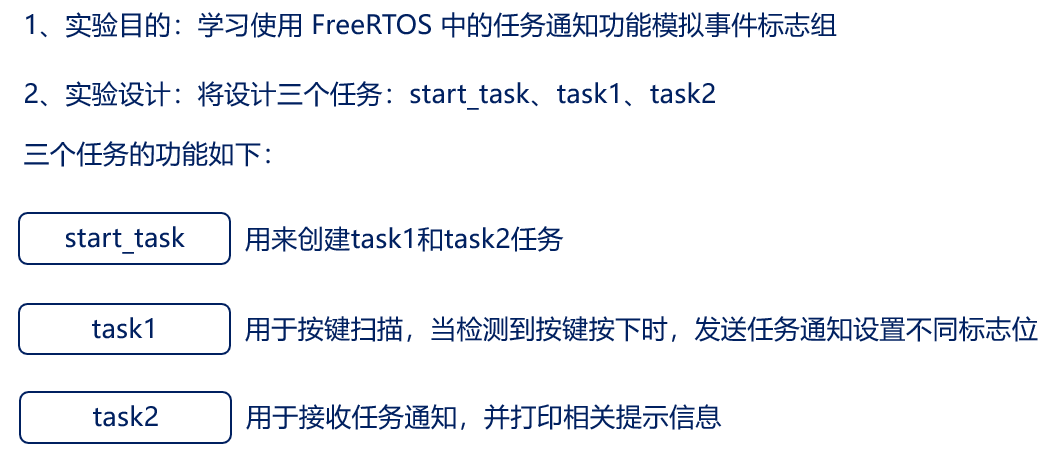 1、实验目的：学习使用 FreeRTOS 中的任务通知功能模拟事件标志组
2、实验设计：将设计三个任务：start_task、task1、task2
三个任务的功能如下：
start_task 用来创建task1和task2任务
task1 用于按键扫描，当检测到按键按下时，发送任务通知设置不同标志位
task2 用于接收任务通知，并打印相关提示信息